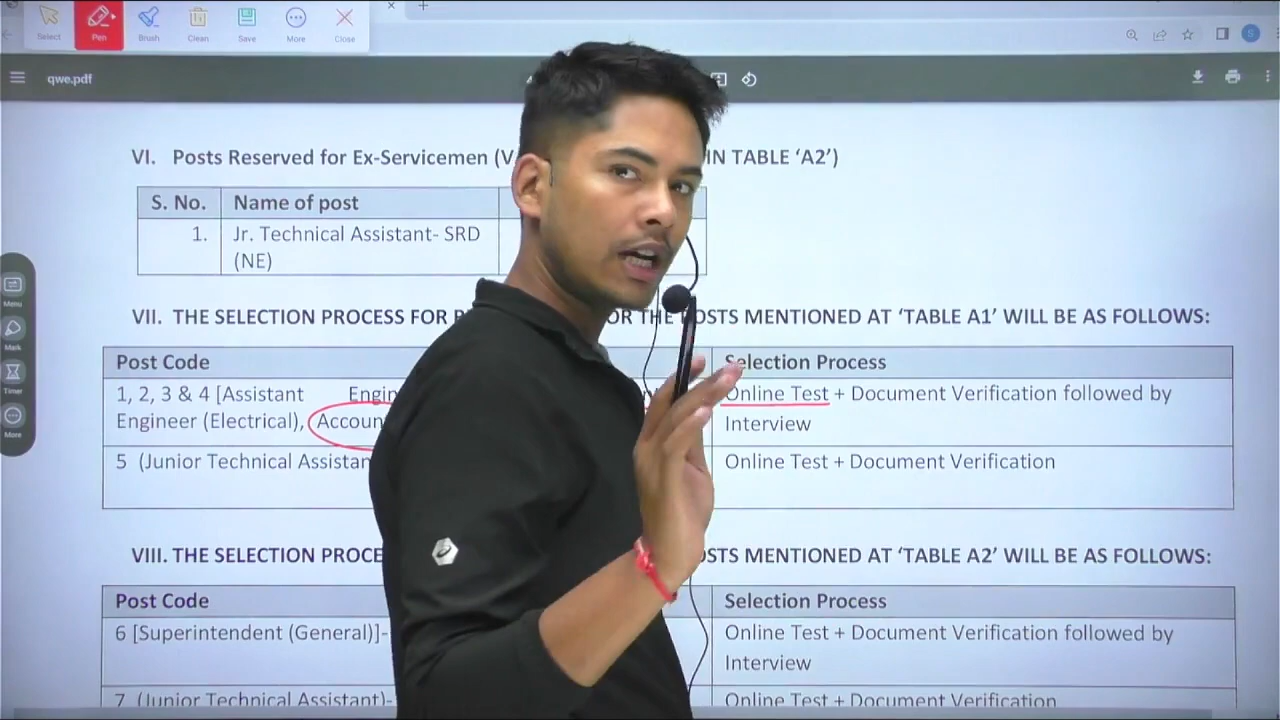 Select Pen Brush Clean Save More Close
qwe.pdf
S
VI. Posts Reserved for Ex-Servicemen (V IN TABLE ‘A2’)
S. No. Name of post
1. Jr. Technical Assistant- SRD
(NE)
Menu
Mark
Timer
More
VII. THE SELECTION PROCESS FOR OR THE POSTS MENTIONED AT ‘TABLE A1’ WILL BE AS FOLLOWS:
Post Code Selection Process
1, 2, 3 & 4 [Assistant Engin Online Test + Document Verification followed by
Engineer (Electrical), Accoun Interview
5 (Junior Technical Assistan Online Test + Document Verification
VIII. THE SELECTION PROCE STS MENTIONED AT ‘TABLE A2’ WILL BE AS FOLLOWS:
Post Code Selection Process
6 [Superintendent (General)]- Online Test + Document Verification followed by
Interview
7 (Junior Technical Assistant)- Online Test + Document Verification